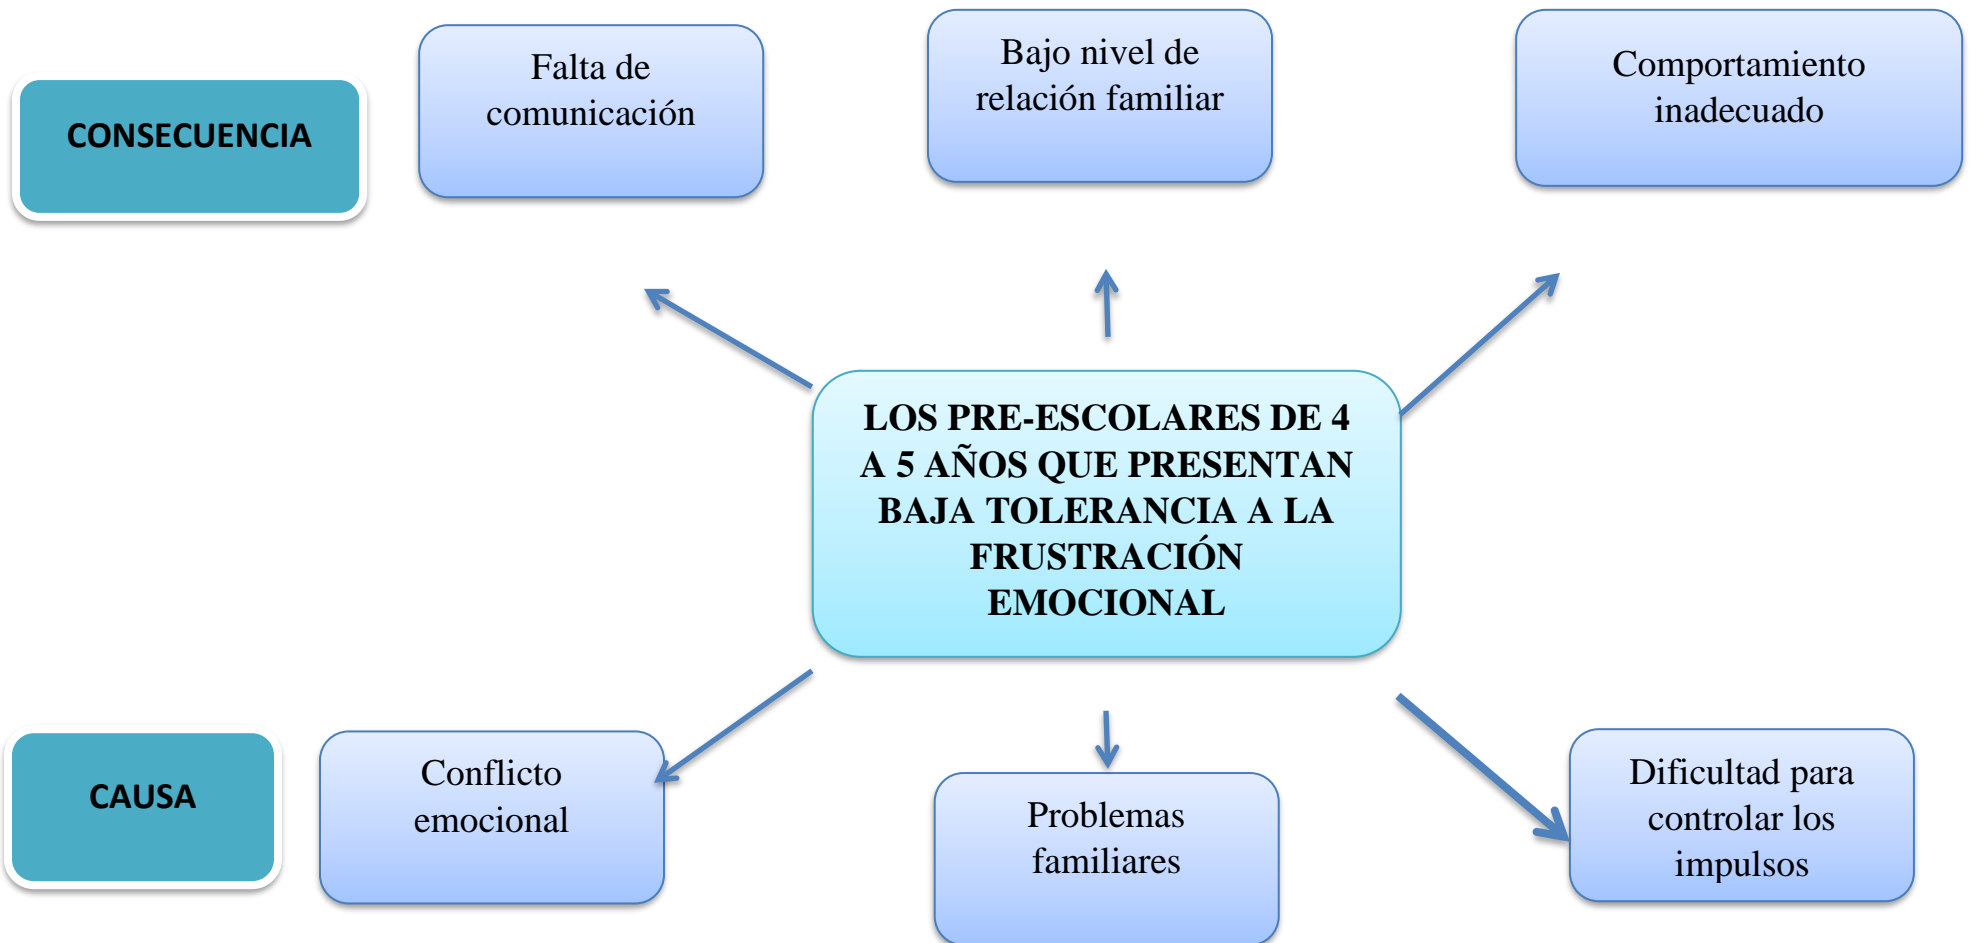 CONSECUENCIA
Falta de
comunicación
Bajo nivel de
relación familiar
Comportamiento
inadecuado
LOS PRE-ESCOLARES DE 4
A 5 AÑOS QUE PRESENTAN
BAJA TOLERANCIA A LA
FRUSTRACIÓN
EMOCIONAL
CAUSA
Conflicto
emocional
Problemas
familiares
Dificultad para
controlar los
impulsos